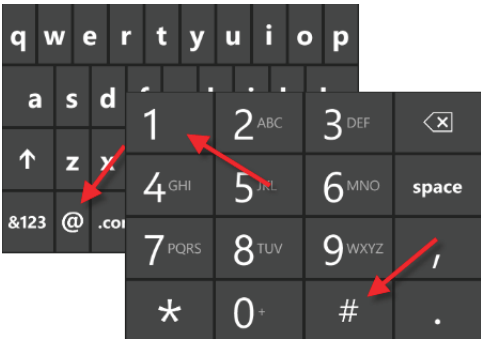 q w e r t y u i o p
a s d
z x
&123 @ .co
1 2 ABC 3 DEF
4 GHI 5 JKL 6 MNO space
7 PQRS 8 TUV 9 WXYZ ,
* 0 + # .